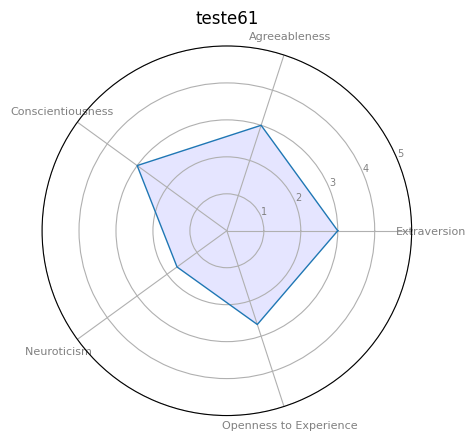 teste61
Agreeableness
Conscientiousness
5
4
3
2
1
Extraversion
Neuroticism
Openness to Experience